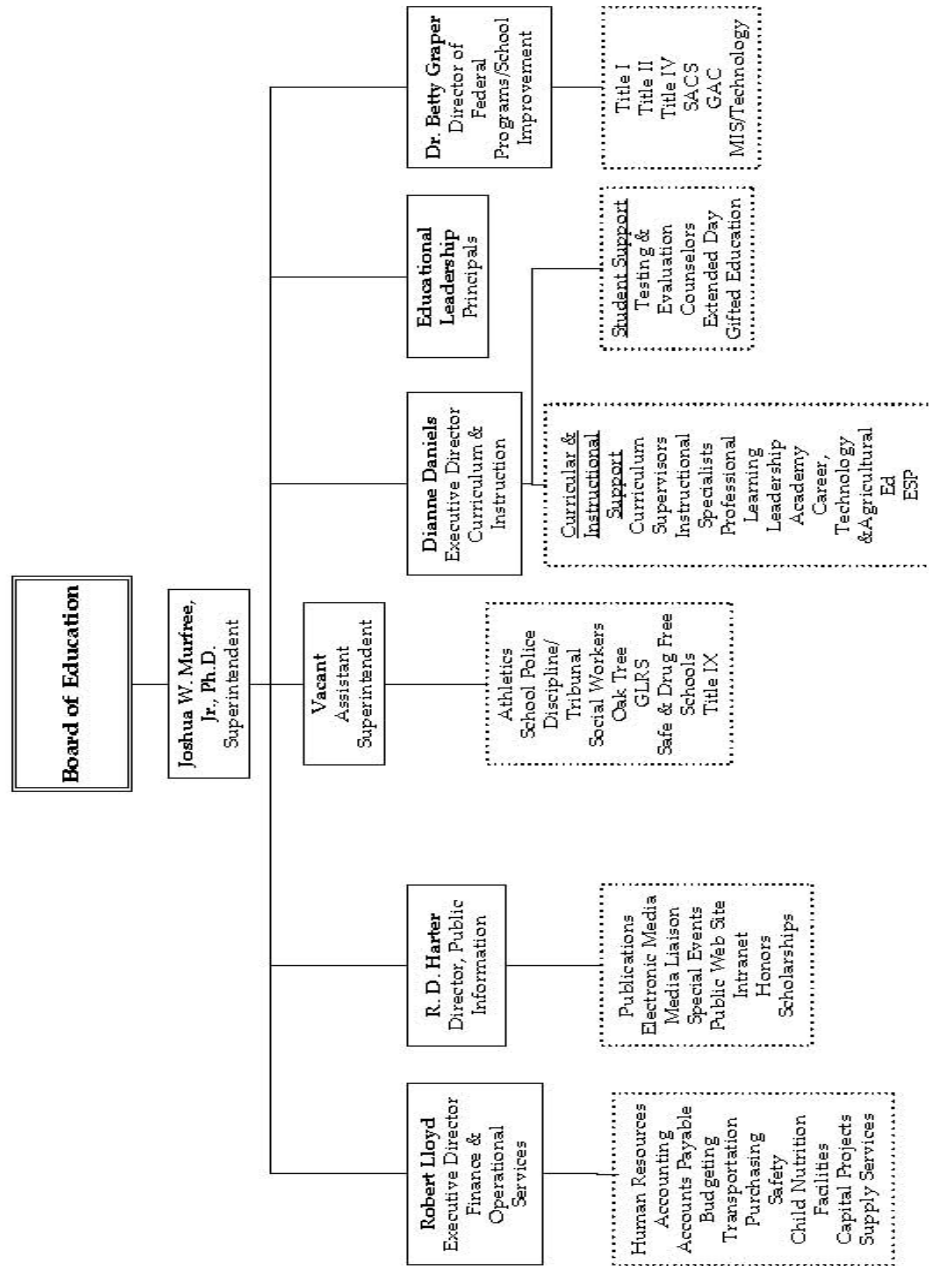 Board of Education
Joshua W. Murfree,
Jr., Ph.D.
Superintendent
Vacant
Assistant
Superintendent
Athletics
School Police
Discipline/
Tribunal
Social Workers
Oak Tree
GLRS
Safe & Drug Free
Schools
Title IX
Robert Lloyd
Executive Director
Finance &
Operational
Services
Human Resources
Accounting
Accounts Payable
Budgeting
Transportation
Purchasing
Safety
Child Nutrition
Facilities
Capital Projects
Supply Services
R. D. Harter
Director, Public
Information
Publications
Electronic Media
Media Liaison
Special Events
Public Web Site
Intranet
Honors
Scholarships
Dianne Daniels
Executive Director
Curriculum &
Instruction
Curricular &
Instructional
Support
Curriculum
Supervisors
Instructional
Specialists
Professional
Learning
Leadership
Academy
Career,
Technology
&Agricultural
Ed
ESP
Student Support
Testing &
Evaluation
Counselors
Extended Day
Gifted Education
Educational
Leadership
Principals
Dr. Betty Graper
Director of
Federal
Programs/School
Improvement
Title I
Title II
Title IV
SACS
GAC
MIS/Technology